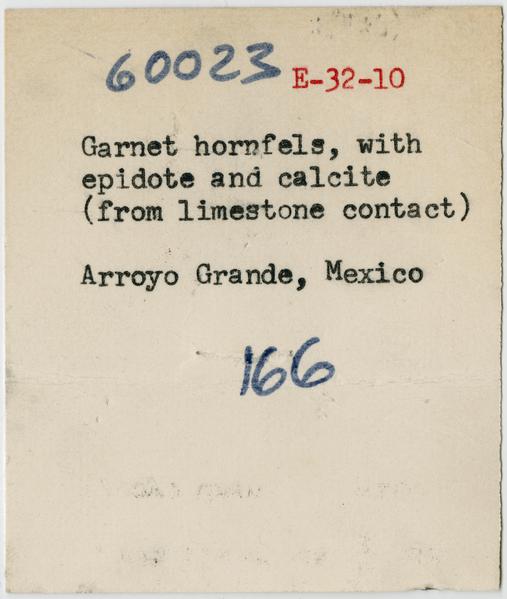 60023 E-32-10
Garnet hornfels, with
epidote and calcite
(from limestone contact)
Arroyo Grande, Mexico
166